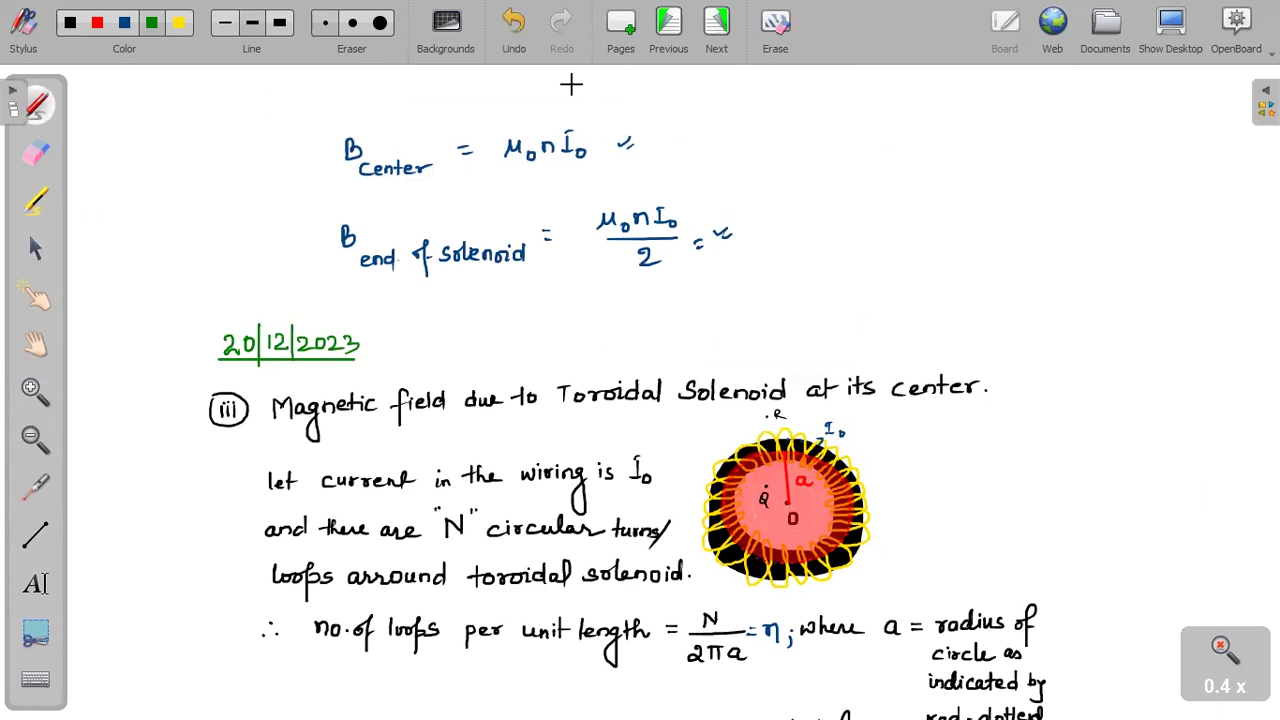 Stylus
Color
Line
Eraser
Backgrounds
Undo
Redo
Pages
Previous
Next
Erase
Board
Web
Documents
Show Desktop
OpenBoard
B center = μ₀nI₀
B end of solenoid = μ₀nI₀/2 =
20|12|2023
(iii) Magnetic field due to Toroidal Solenoid at its center.
.R
I₀
let current in the wiring is I₀
a
Q
O
and there are "N" circular turns/
loops arround toroidal solenoid.
∴ no. of loops per unit length = N/2πa = η; where a = radius of
circle as
indicated by
red-dotted
0.4 x